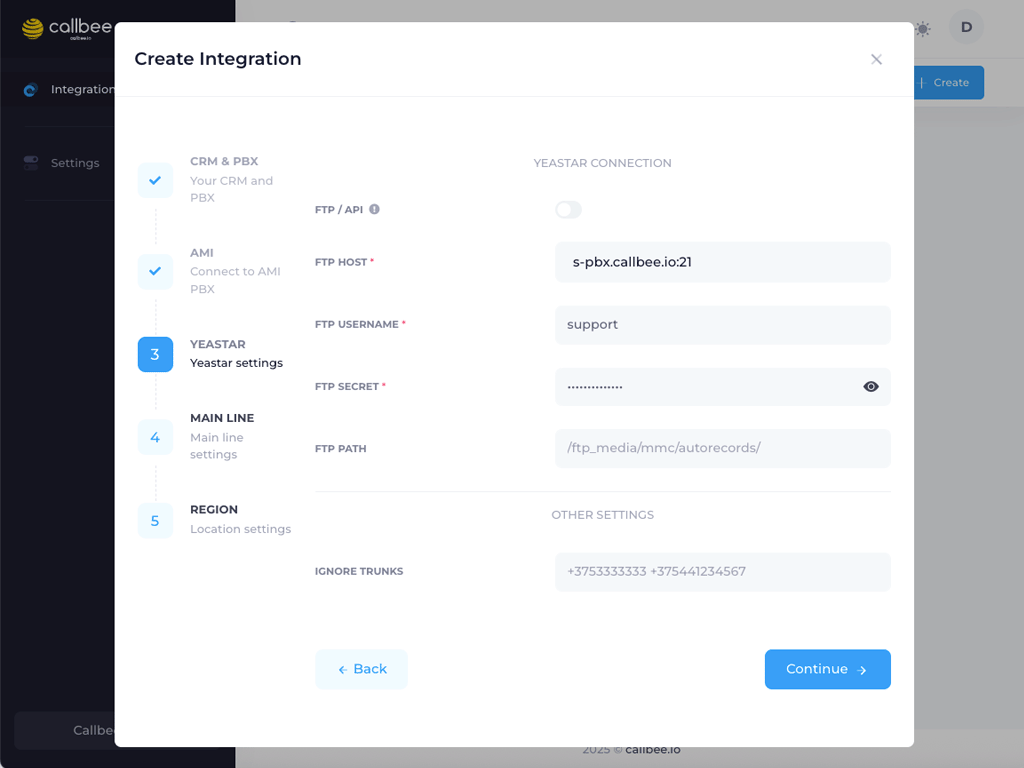 callbee
callbee.io
D
Create Integration
Integration
Create
Settings
CRM & PBX
Your CRM and
PBX
AMI
Connect to AMI
PBX
3
YEASTAR
Yeastar settings
4
MAIN LINE
Main line
settings
5
REGION
Location settings
YEASTAR CONNECTION
FTP / API
FTP HOST *
s-pbx.callbee.io:21
FTP USERNAME *
support
FTP SECRET *
••••••••••••••
FTP PATH
/ftp_media/mmc/autorecords/
OTHER SETTINGS
IGNORE TRUNKS
+3753333333 +375441234567
Back
Continue
Callbee
2025 © callbee.io